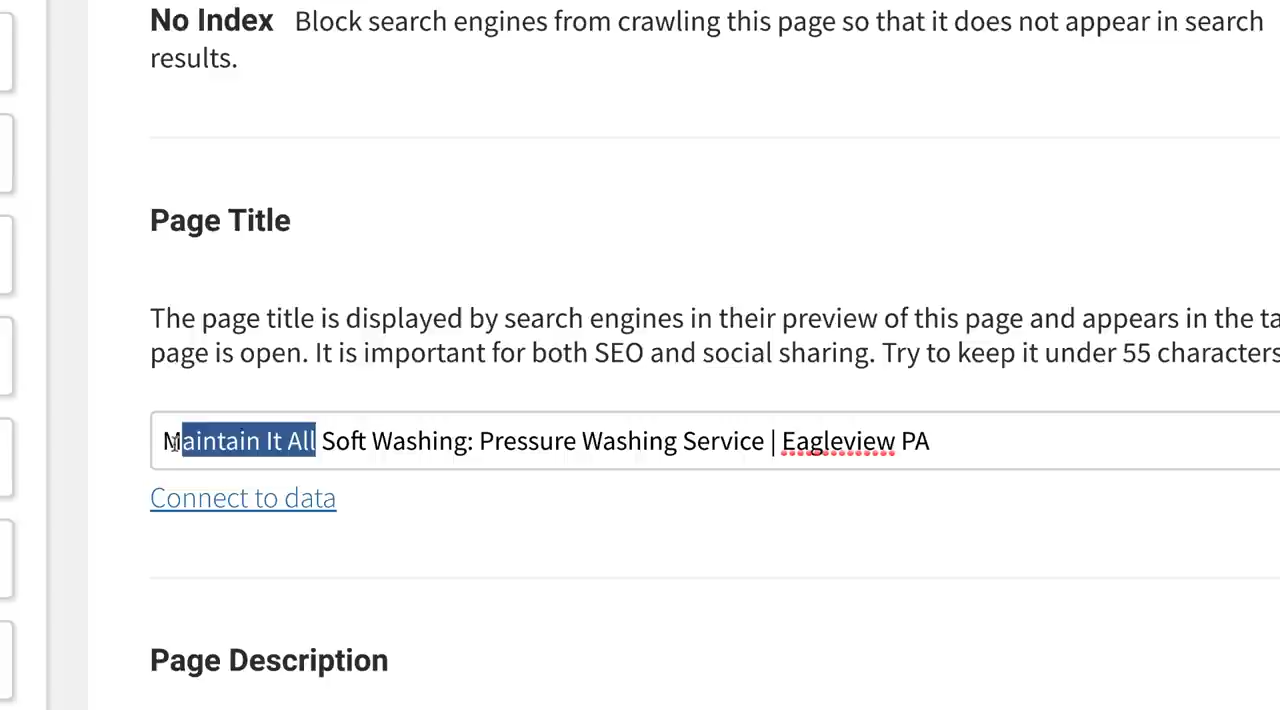 No Index Block search engines from crawling this page so that it does not appear in search
results.
Page Title
The page title is displayed by search engines in their preview of this page and appears in the
page is open. It is important for both SEO and social sharing. Try to keep it under 55 characters
Maintain It All Soft Washing: Pressure Washing Service | Eagleview PA
Connect to data
Page Description